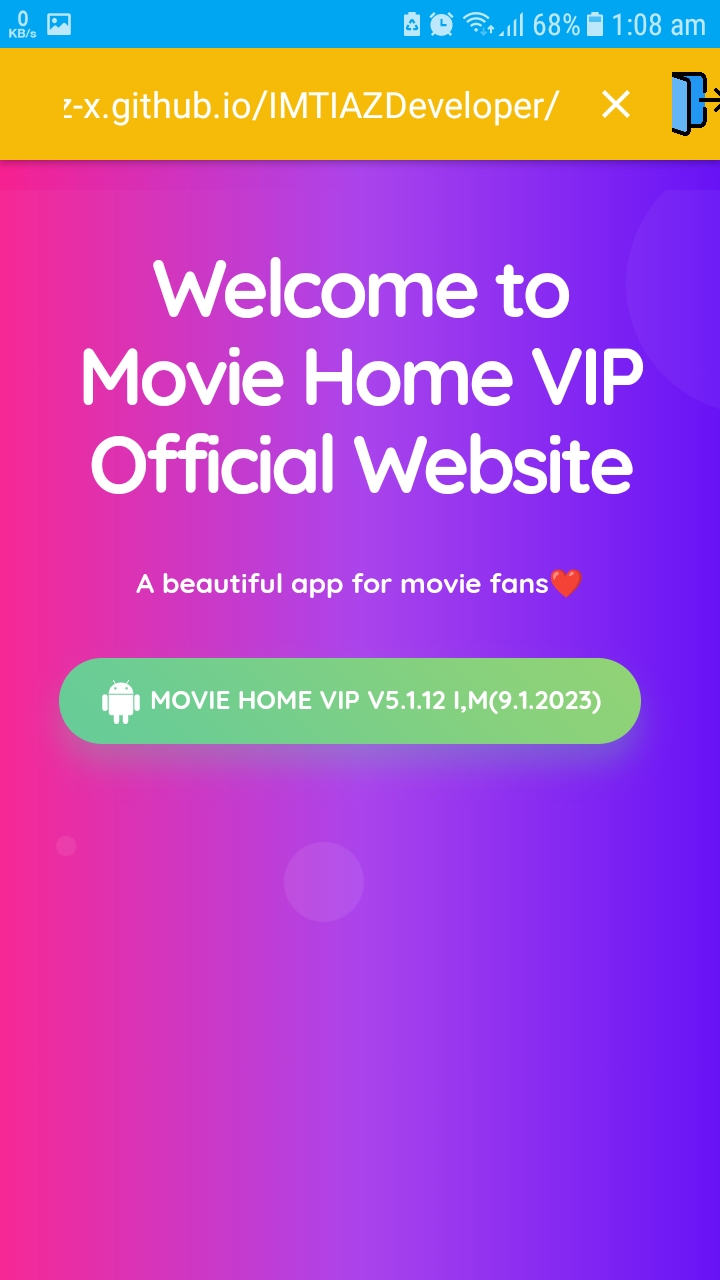 0
KB/s
68%
1:08 am
z-x.github.io/IMTIAZDeveloper/
Welcome to
Movie Home VIP
Official Website
A beautiful app for movie fans❤️
MOVIE HOME VIP V5.1.12 I,M(9.1.2023)